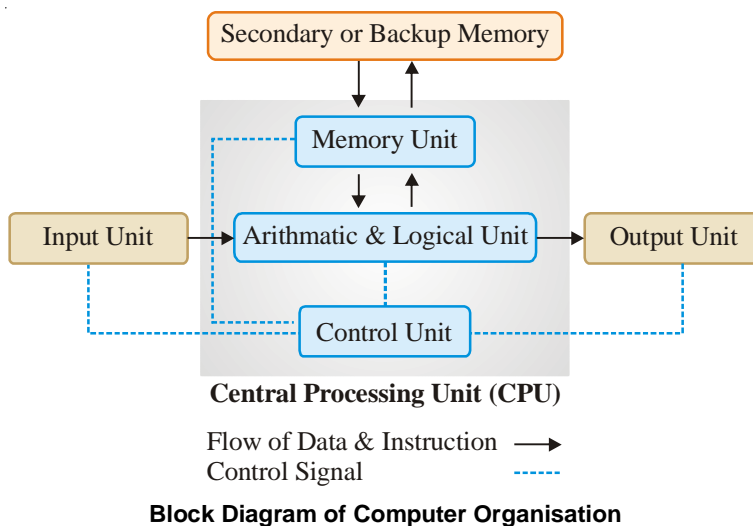 Secondary or Backup Memory
Memory Unit
Input Unit
Arithmatic & Logical Unit
Output Unit
Control Unit
Central Processing Unit (CPU)
Flow of Data & Instruction
Control Signal
Block Diagram of Computer Organisation